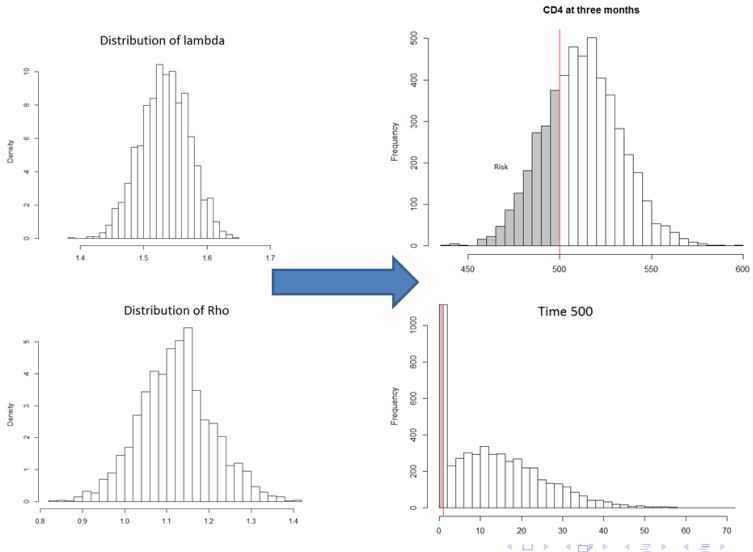 CD4 at three months
Distribution of lambda
Density
0 2 4 6 8 10
1.4 1.5 1.6 1.7
Frequency
0 100 200 300 400 500
Risk
450 500 550 600
Distribution of Rho
Density
0 1 2 3 4 5
0.8 0.9 1.0 1.1 1.2 1.3 1.4
Time 500
Frequency
0 200 400 600 800 1000
0 10 20 30 40 50 60 70